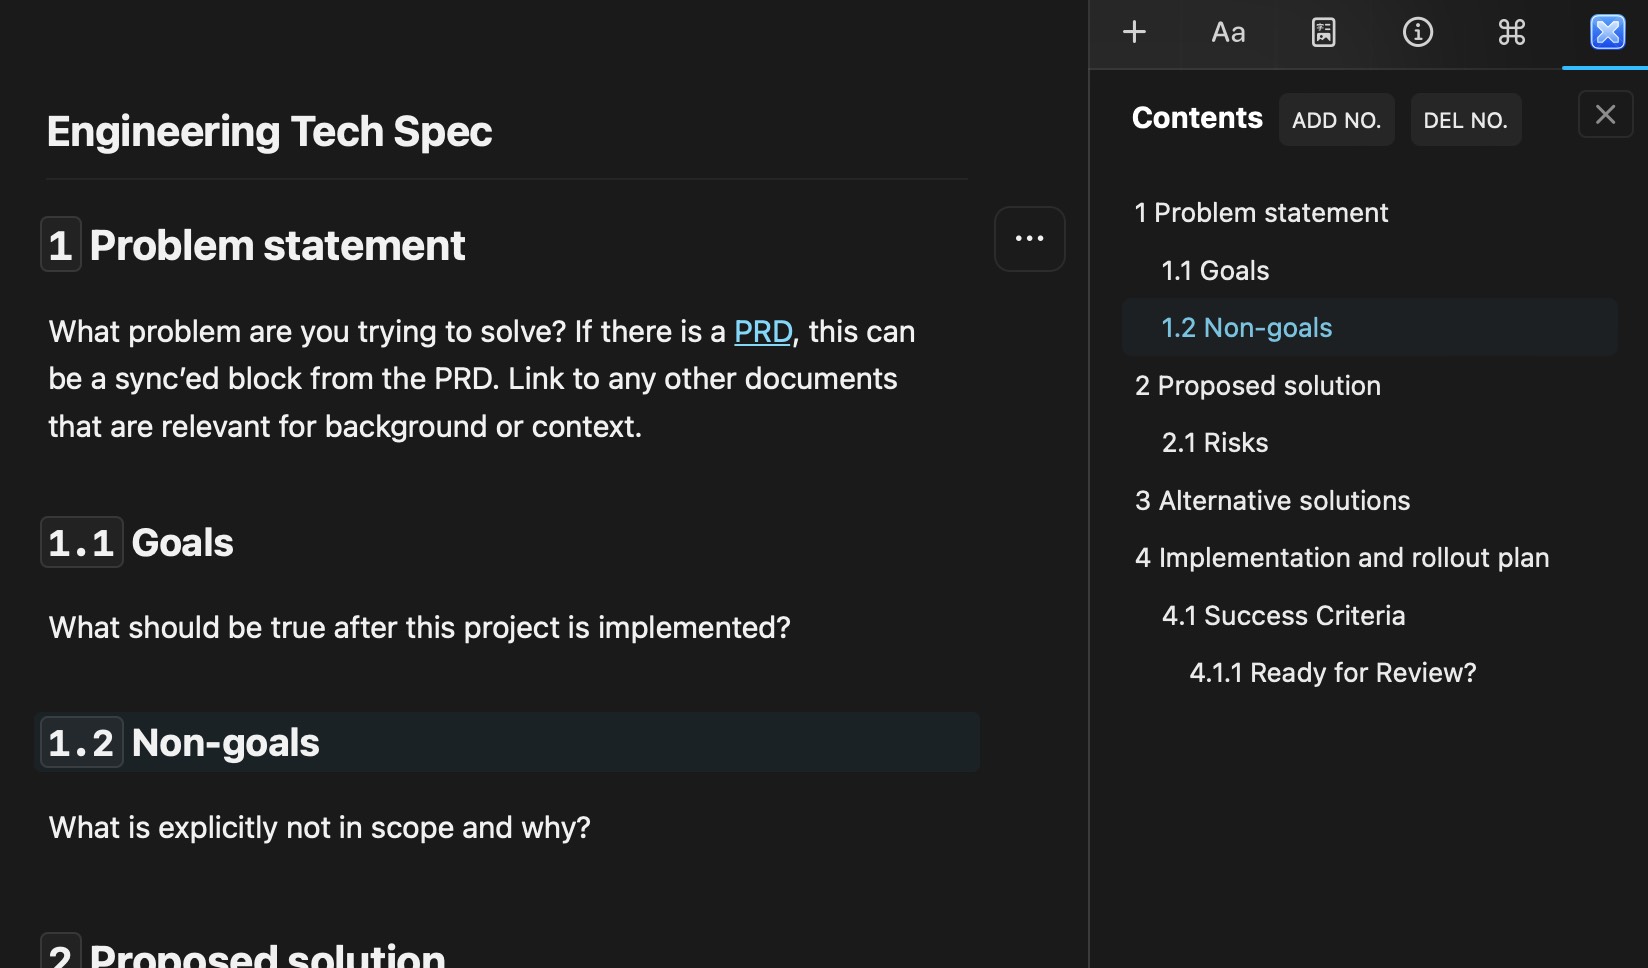 Engineering Tech Spec
1 Problem statement
What problem are you trying to solve? If there is a PRD, this can
be a sync’ed block from the PRD. Link to any other documents
that are relevant for background or context.
1.1 Goals
What should be true after this project is implemented?
1.2 Non-goals
What is explicitly not in scope and why?
2 Proposed solution
Aa
Contents ADD NO. DEL NO.
1 Problem statement
1.1 Goals
1.2 Non-goals
2 Proposed solution
2.1 Risks
3 Alternative solutions
4 Implementation and rollout plan
4.1 Success Criteria
4.1.1 Ready for Review?